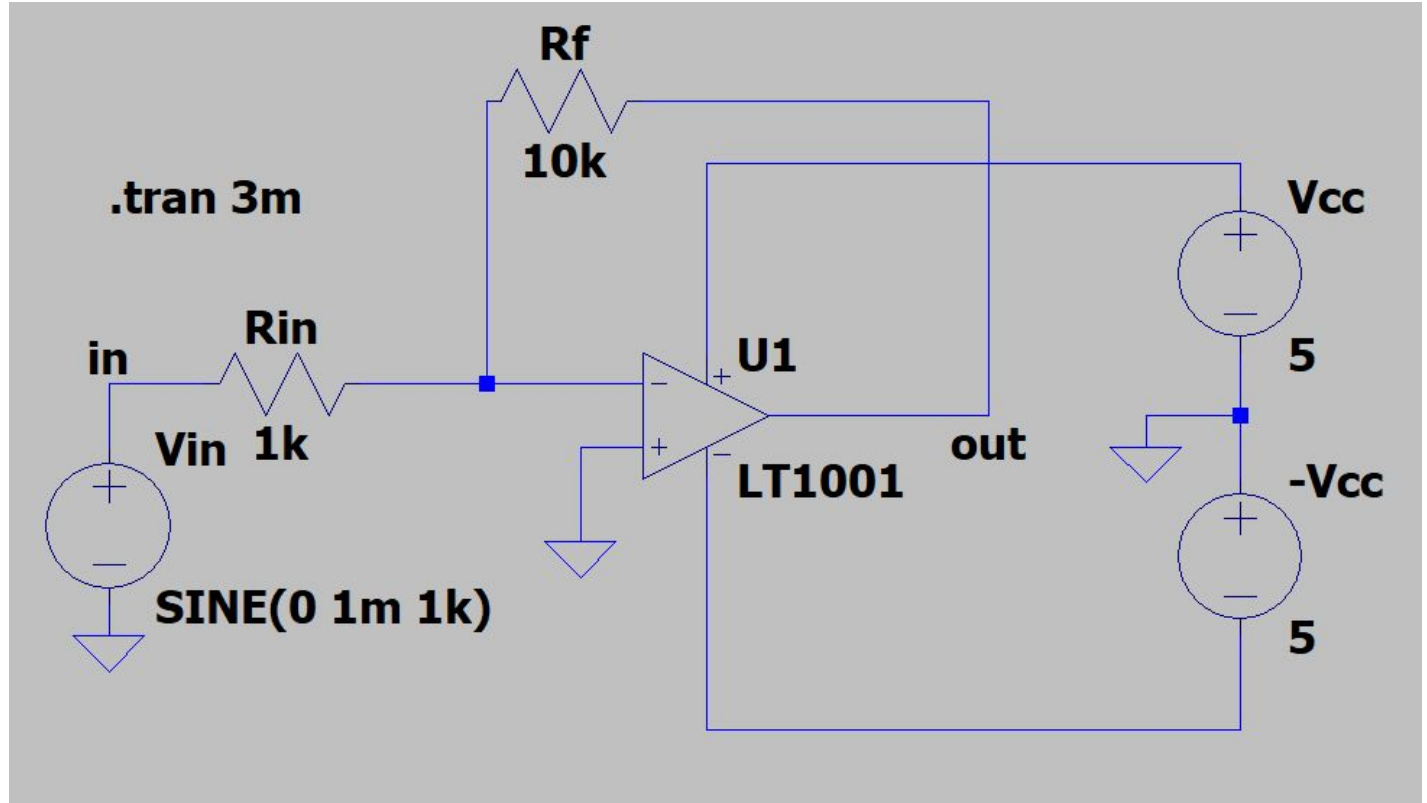 Rf
10k
.tran 3m
Vcc
5
in
Rin
1k
U1
LT1001
out
Vin
SINE(0 1m 1k)
-Vcc
5